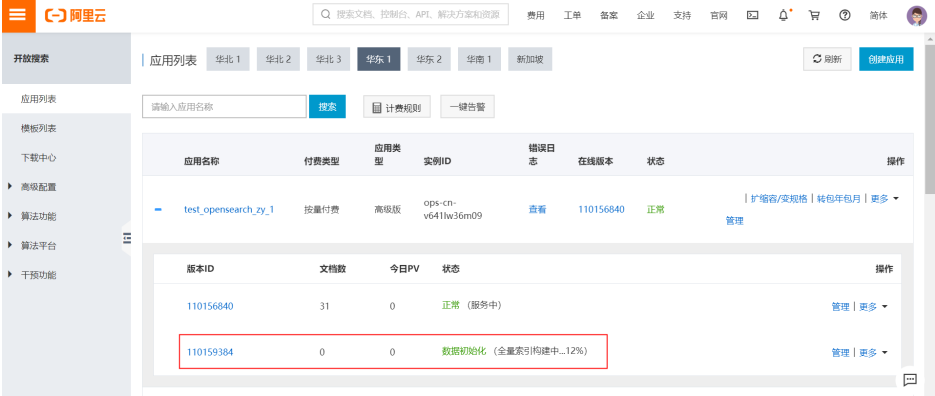 阿里云
搜索文档、控制台、API、解决方案和资源
费用 工单 备案 企业 支持 官网 简体
开放搜索
应用列表
模板列表
下载中心
高级配置
算法功能
算法平台
干预功能
应用列表 华北 1 华北 2 华北 3 华东 1 华东 2 华南 1 新加坡 刷新 创建应用
请输入应用名称 搜索 计费规则 一键告警
应用名称 付费类型 应用类型 实例ID 错误日志 在线版本 状态 操作
test_opensearch_zy_1 按量付费 高级版 ops-cn-v641lw36m09 查看 110156840 正常 | 扩缩容/变规格 | 转包年包月 | 更多
管理
版本ID 文档数 今日PV 状态 操作
110156840 31 0 正常 (服务中) 管理 | 更多
110159384 0 0 数据初始化 (全量索引构建中...12%) 管理 | 更多